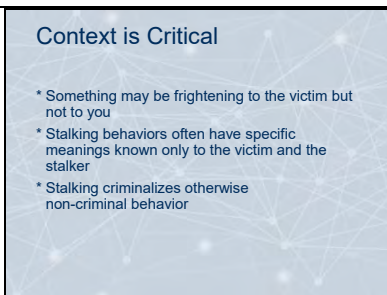 Context is Critical
* Something may be frightening to the victim but
not to you
* Stalking behaviors often have specific
meanings known only to the victim and the
stalker
* Stalking criminalizes otherwise
non-criminal behavior